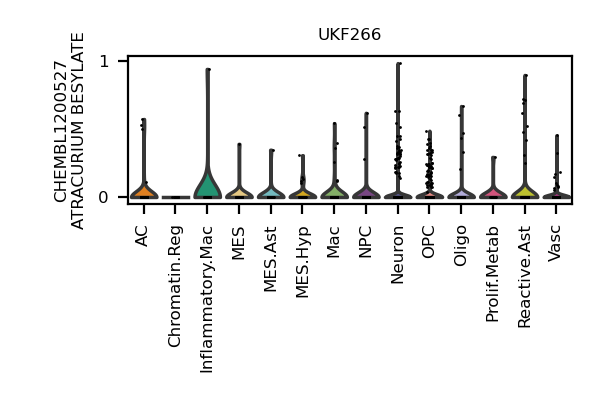 UKF266
CHEMBL1200527
ATRACURIUM BESYLATE
1
0
AC
Chromatin.Reg
Inflammatory.Mac
MES
MES.Ast
MES.Hyp
Mac
NPC
Neuron
OPC
Oligo
Prolif.Metab
Reactive.Ast
Vasc